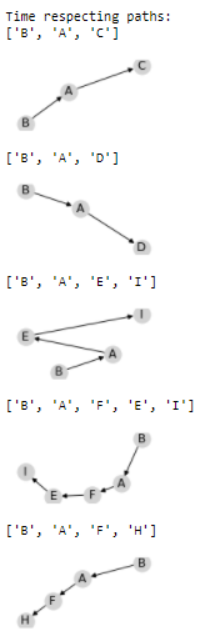 Time respecting paths:
['B', 'A', 'C']
C
A
B
['B', 'A', 'D']
B
A
D
['B', 'A', 'E', 'I']
I
E
A
B
['B', 'A', 'F', 'E', 'I']
B
I
A
E
F
['B', 'A', 'F', 'H']
B
A
F
H